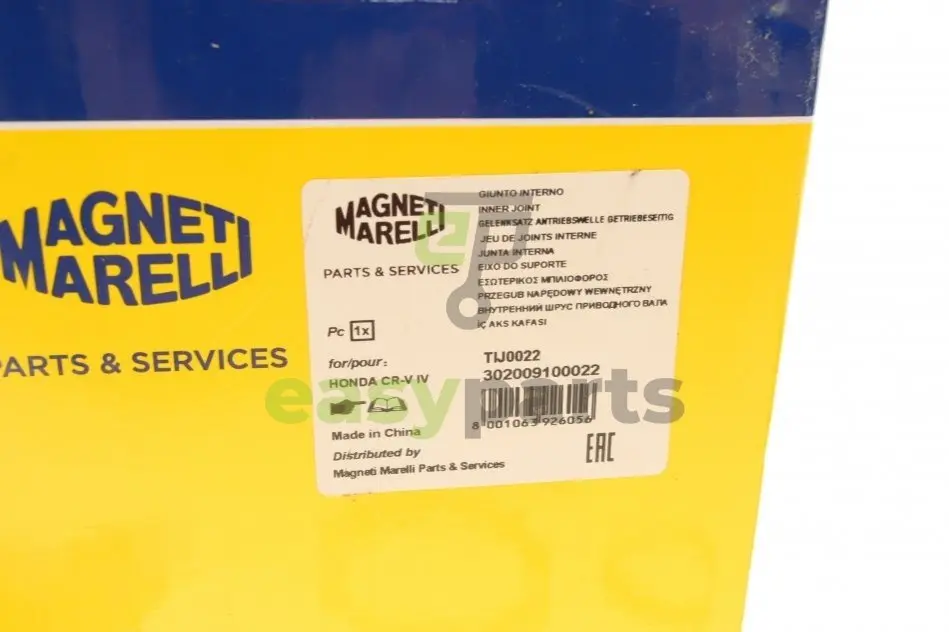 MAGNETI
MARELLI
PARTS & SERVICES
MAGNETI
MARELLI
PARTS & SERVICES
GIUNTO INTERNO
INNER JOINT
GELENKSATZ ANTRIEBSWELLE GETRIEBESEITIG
JEU DE JOINTS INTERNE
JUNTA INTERNA
EIXO DO SUPORTE
ΕΣΩΤΕΡΙΚΟΣ ΜΠΙΛΙΟΦΟΡΟΣ
PRZEGUB NAPĘDOWY WEWNĘTRZNY
ВНУТРЕННИЙ ШРУС ПРИВОДНОГО ВАЛА
İÇ AKS KAFASI
Pc 1x
for/pour:
HONDA CR-V IV
TIJ0022
302009100022
8 001063 926056
Made in China
Distributed by
Magneti Marelli Parts & Services
EAC
easyparts